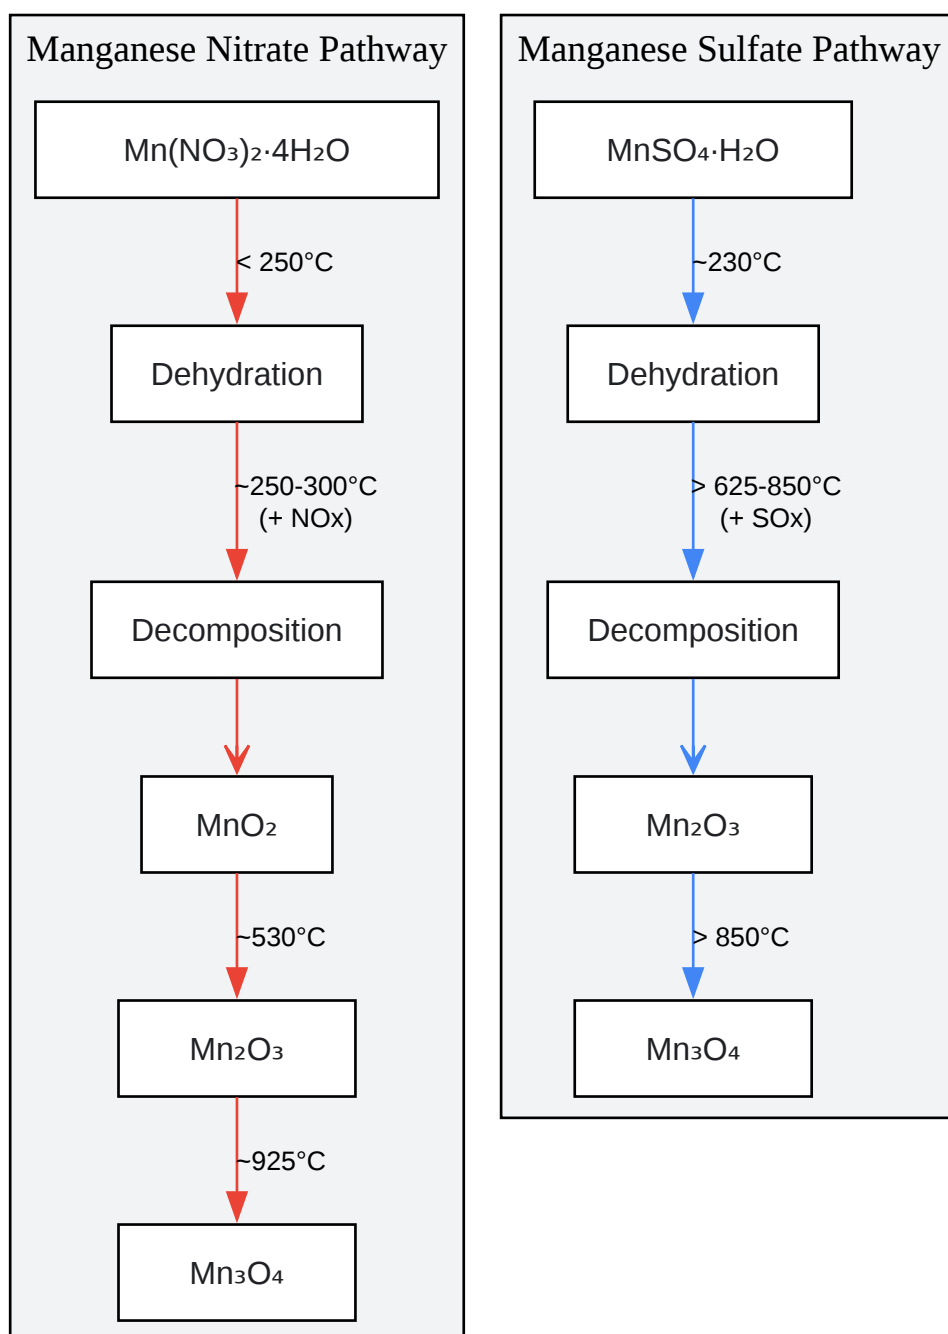 Manganese Nitrate Pathway
Mn(NO₃)₂·4H₂O
< 250°C
Dehydration
~250-300°C
(+ NOx)
Decomposition
MnO₂
~530°C
Mn₂O₃
~925°C
Mn₃O₄
Manganese Sulfate Pathway
MnSO₄·H₂O
~230°C
Dehydration
> 625-850°C
(+ SOx)
Decomposition
Mn₂O₃
> 850°C
Mn₃O₄